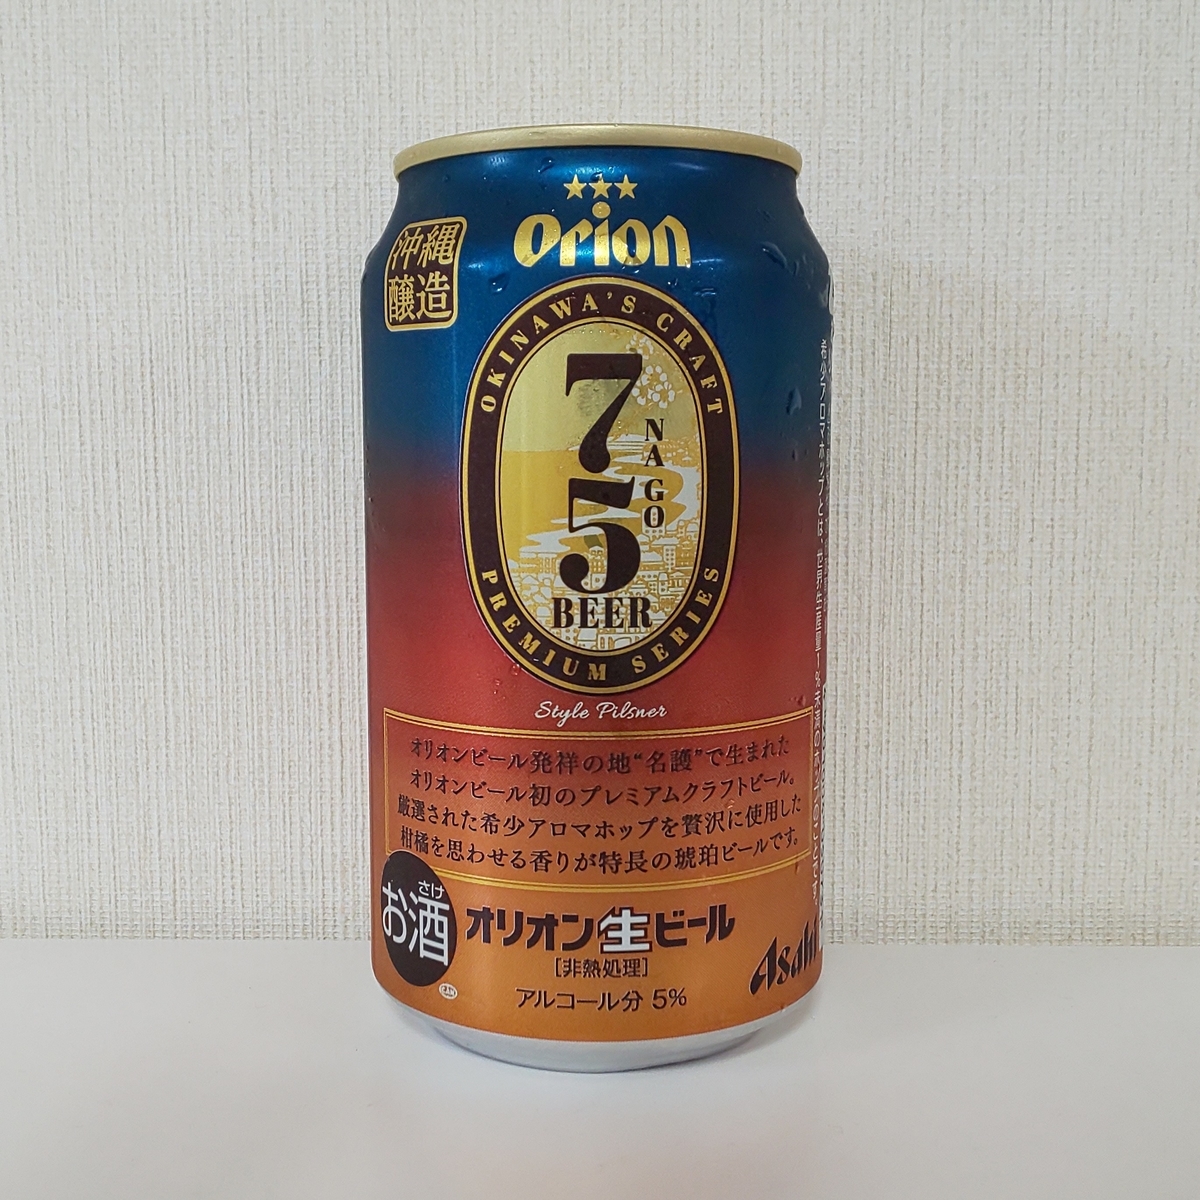 Orion
沖縄
醸造
OKINAWA'S CRAFT
75
NAGO
BEER
PREMIUM SERIES
Style Pilsner
オリオンビール発祥の地“名護”で生まれた
オリオンビール初のプレミアムクラフトビール。
厳選された希少アロマホップを贅沢に使用した
柑橘を思わせる香りが特長の琥珀ビールです。
さけ
お酒
オリオン生ビール
[非熱処理]
アルコール分 5%
Asahi